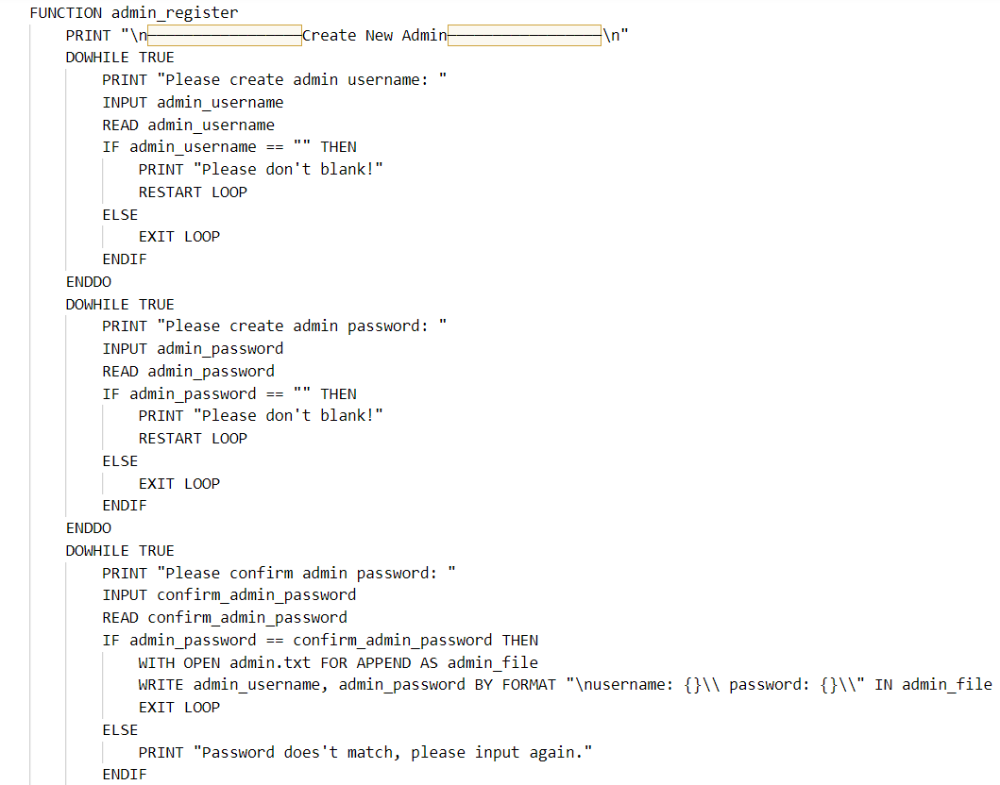 FUNCTION admin_register
PRINT "\n─────────────────Create New Admin─────────────────\n"
DOWHILE TRUE
PRINT "Please create admin username: "
INPUT admin_username
READ admin_username
IF admin_username == "" THEN
PRINT "Please don't blank!"
RESTART LOOP
ELSE
EXIT LOOP
ENDIF
ENDDO
DOWHILE TRUE
PRINT "Please create admin password: "
INPUT admin_password
READ admin_password
IF admin_password == "" THEN
PRINT "Please don't blank!"
RESTART LOOP
ELSE
EXIT LOOP
ENDIF
ENDDO
DOWHILE TRUE
PRINT "Please confirm admin password: "
INPUT confirm_admin_password
READ confirm_admin_password
IF admin_password == confirm_admin_password THEN
WITH OPEN admin.txt FOR APPEND AS admin_file
WRITE admin_username, admin_password BY FORMAT "\nusername: {}\\ password: {}\\" IN admin_file
EXIT LOOP
ELSE
PRINT "Password does't match, please input again."
ENDIF